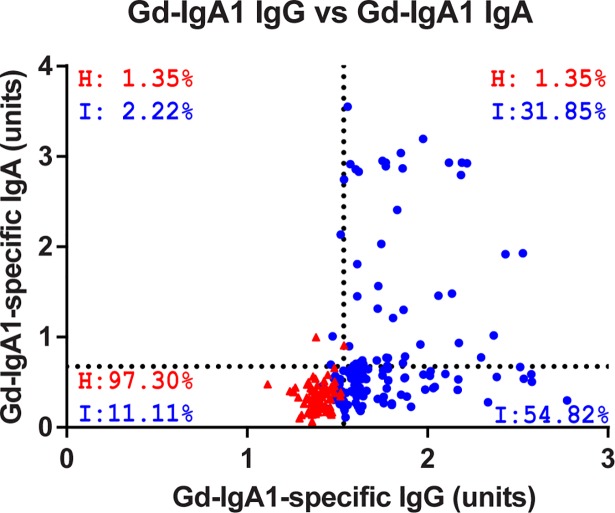 Gd-IgA1 IgG vs Gd-IgA1 IgA
Gd-IgA1-specific IgA (units)
4
3
2
1
0
H: 1.35%
I: 2.22%
H: 1.35%
I:31.85%
H:97.30%
I:11.11%
I:54.82%
0
1
2
3
Gd-IgA1-specific IgG (units)